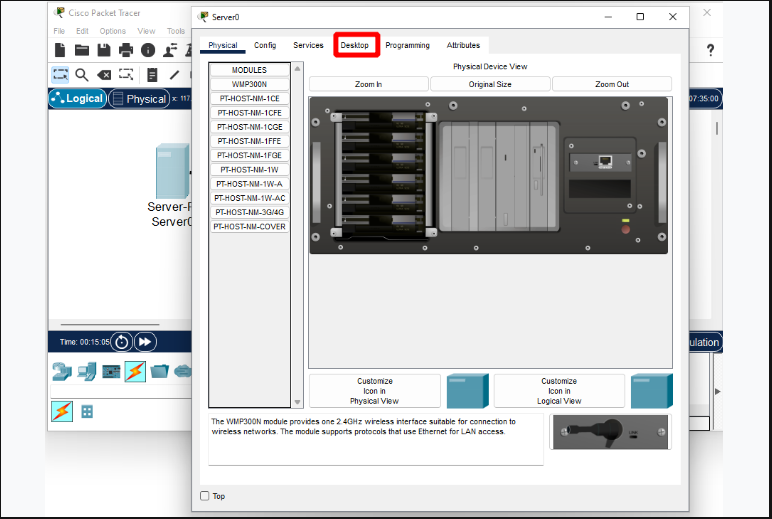 Cisco Packet Tracer
Server0
File Edit Options View Tools
Physical Config Services Desktop Programming Attributes
?
MODULES
WMP300N
PT-HOST-NM-1CE
PT-HOST-NM-1CFE
PT-HOST-NM-1CGE
PT-HOST-NM-1FFE
PT-HOST-NM-1FGE
PT-HOST-NM-1W
PT-HOST-NM-1W-A
PT-HOST-NM-1W-AC
PT-HOST-NM-3G/4G
PT-HOST-NM-COVER
Physical Device View
Zoom In Original Size Zoom Out
Logical Physical x: 117
07:35:00
Server-P
Server0
Time: 00:15:05
ulation
Customize
Icon in
Physical View
Customize
Icon in
Logical View
The WMP300N module provides one 2.4GHz wireless interface suitable for connection to
wireless networks. The module supports protocols that use Ethernet for LAN access.
Top